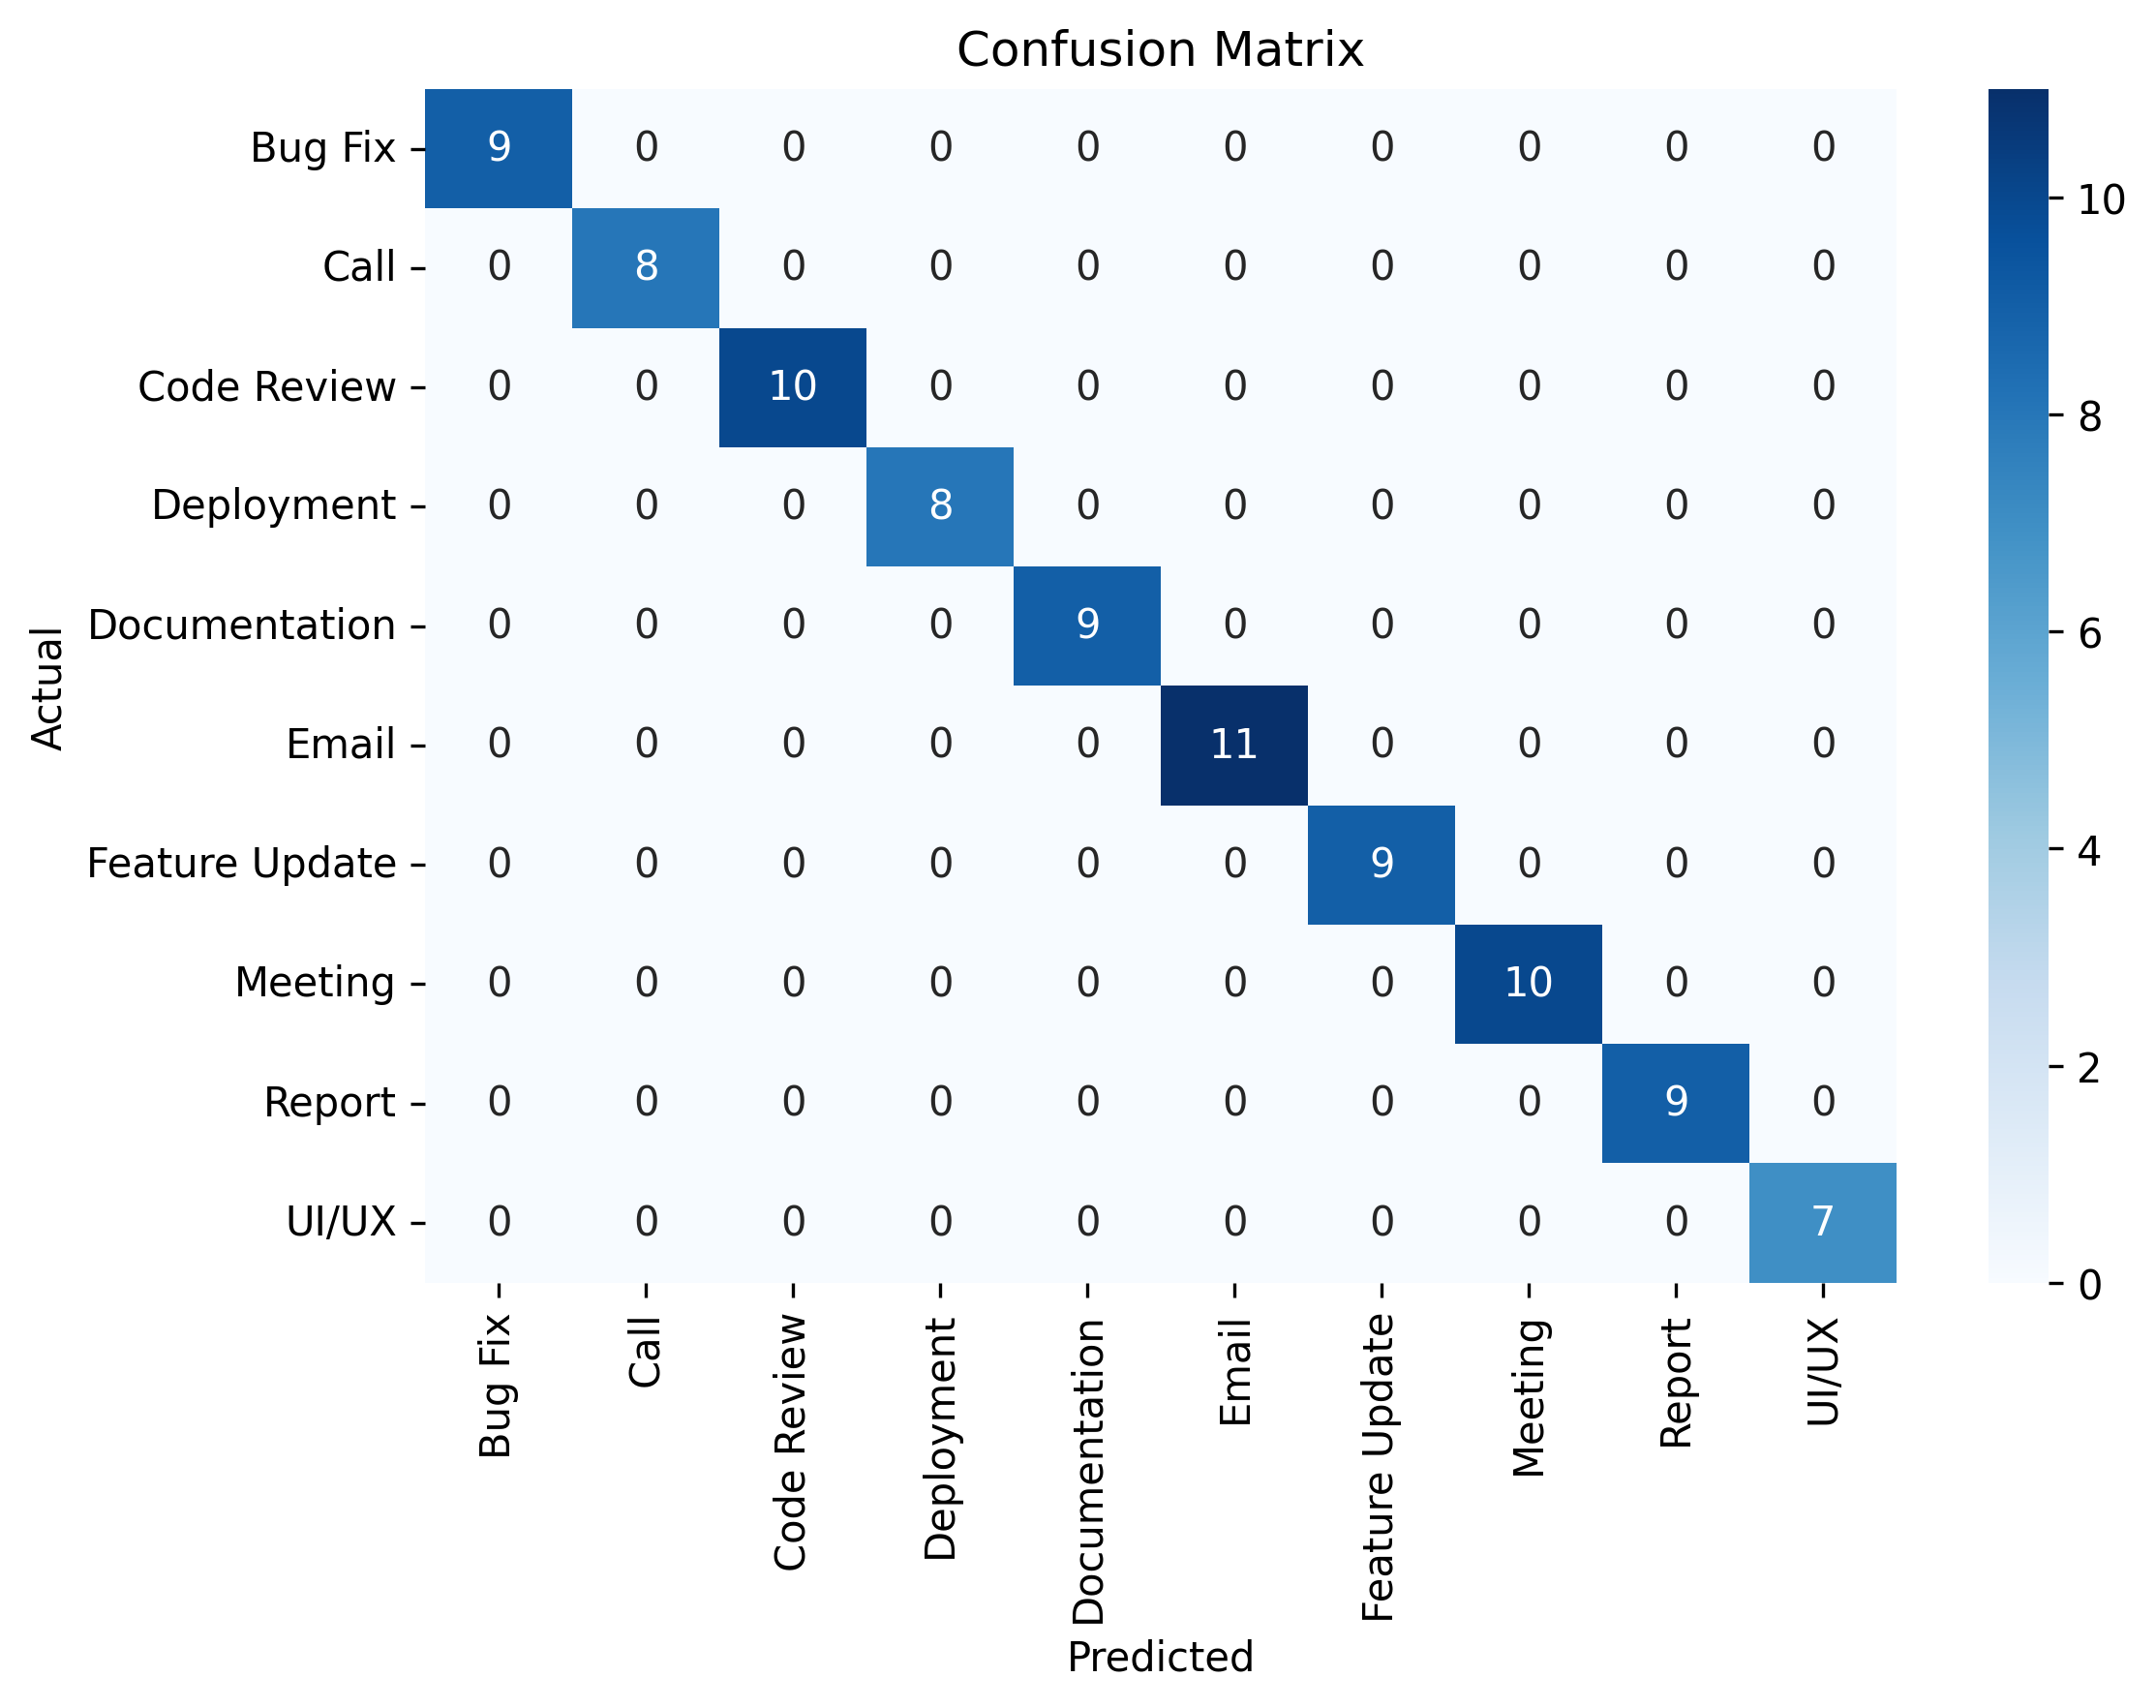 Confusion Matrix
Bug Fix 9 0 0 0 0 0 0 0 0 0
Call 0 8 0 0 0 0 0 0 0 0
Code Review 0 0 10 0 0 0 0 0 0 0
Deployment 0 0 0 8 0 0 0 0 0 0
Documentation 0 0 0 0 9 0 0 0 0 0
Email 0 0 0 0 0 11 0 0 0 0
Feature Update 0 0 0 0 0 0 9 0 0 0
Meeting 0 0 0 0 0 0 0 10 0 0
Report 0 0 0 0 0 0 0 0 9 0
UI/UX 0 0 0 0 0 0 0 0 0 7
Actual
Bug Fix
Call
Code Review
Deployment
Documentation
Email
Feature Update
Meeting
Report
UI/UX
Predicted
10
8
6
4
2
0